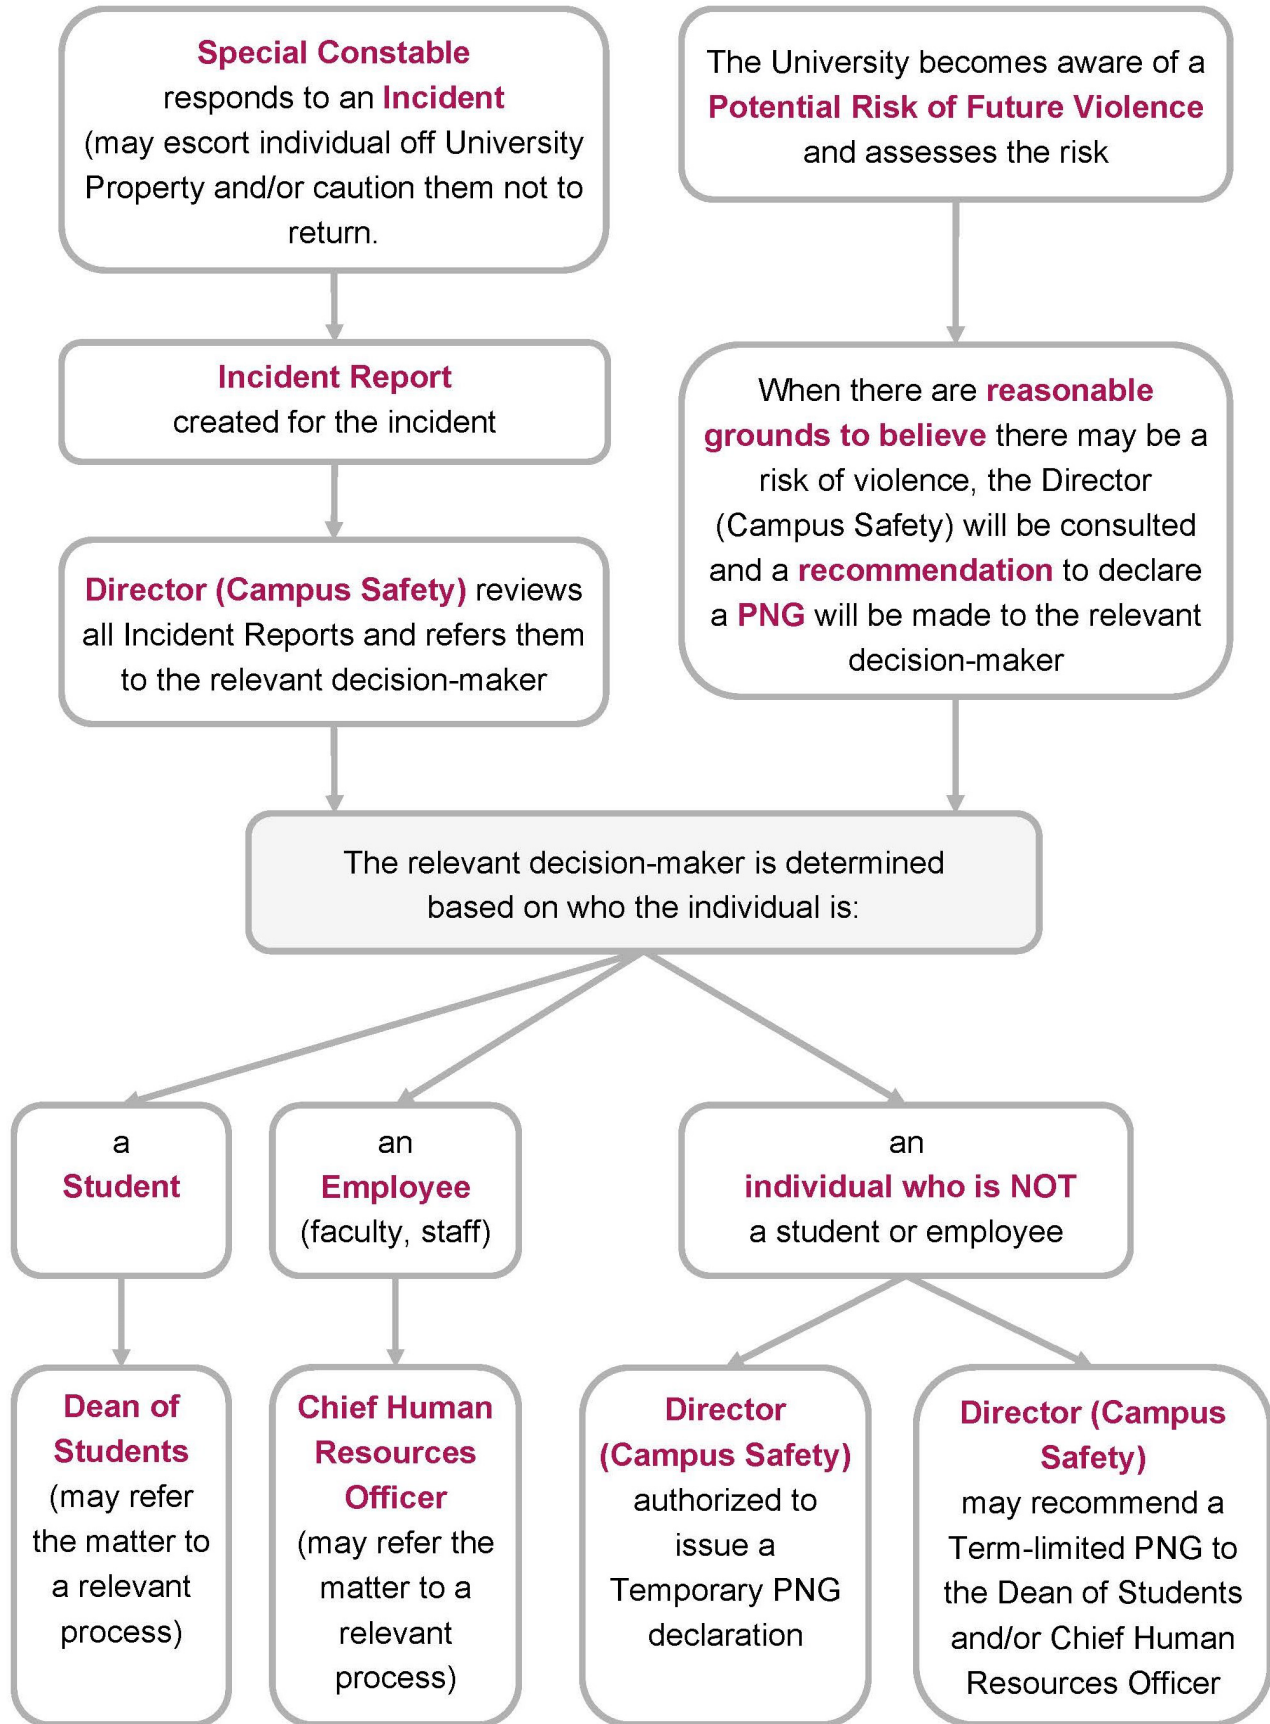 Special Constable
responds to an Incident
(may escort individual off University
Property and/or caution them not to
return.
The University becomes aware of a
Potential Risk of Future Violence
and assesses the risk
Incident Report
created for the incident
When there are reasonable
grounds to believe there may be a
risk of violence, the Director
(Campus Safety) will be consulted
and a recommendation to declare
a PNG will be made to the relevant
decision-maker
Director (Campus Safety) reviews
all Incident Reports and refers them
to the relevant decision-maker
The relevant decision-maker is determined
based on who the individual is:
a
Student
an
Employee
(faculty, staff)
an
individual who is NOT
a student or employee
Dean of
Students
(may refer
the matter to
a relevant
process)
Chief Human
Resources
Officer
(may refer the
matter to a
relevant
process)
Director
(Campus Safety)
authorized to
issue a
Temporary PNG
declaration
Director (Campus
Safety)
may recommend a
Term-limited PNG to
the Dean of Students
and/or Chief Human
Resources Officer